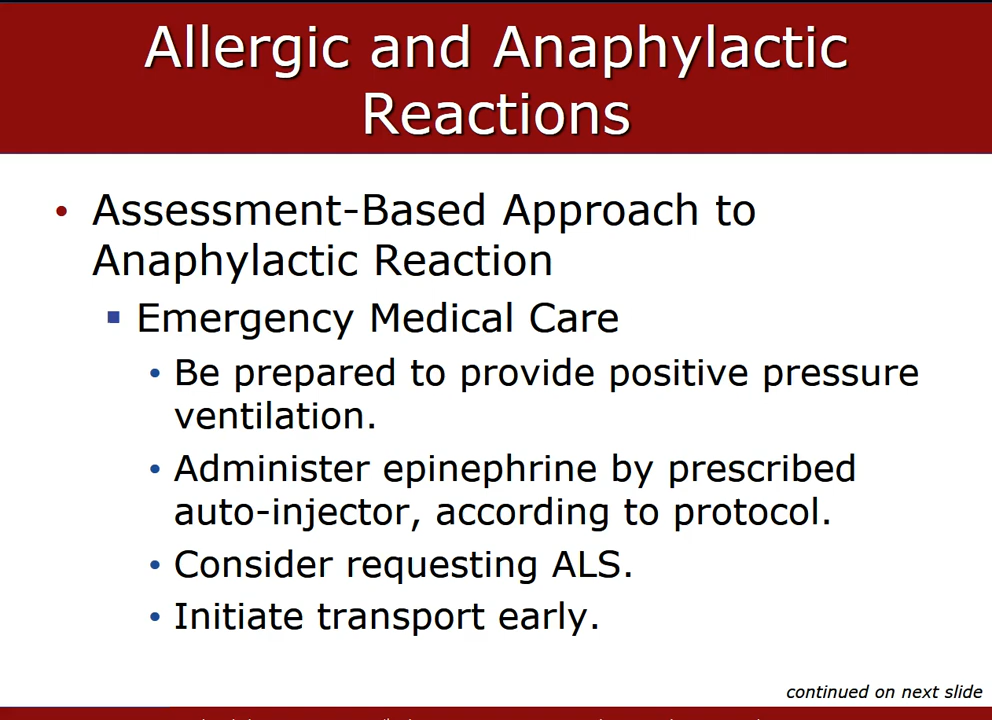 Allergic and Anaphylactic
Reactions
• Assessment-Based Approach to
Anaphylactic Reaction
▪ Emergency Medical Care
• Be prepared to provide positive pressure
ventilation.
• Administer epinephrine by prescribed
auto-injector, according to protocol.
• Consider requesting ALS.
• Initiate transport early.
continued on next slide